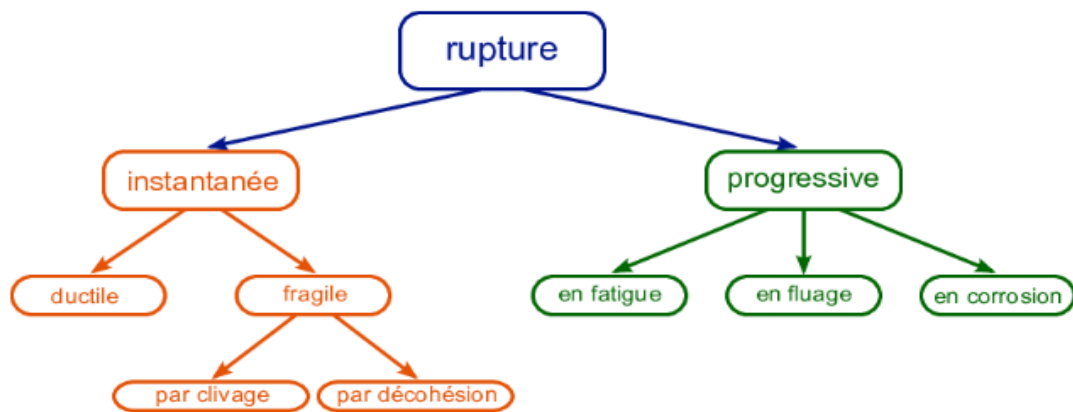 rupture
instantanée
progressive
ductile
fragile
en fatigue
en fluage
en corrosion
par clivage
par décohésion